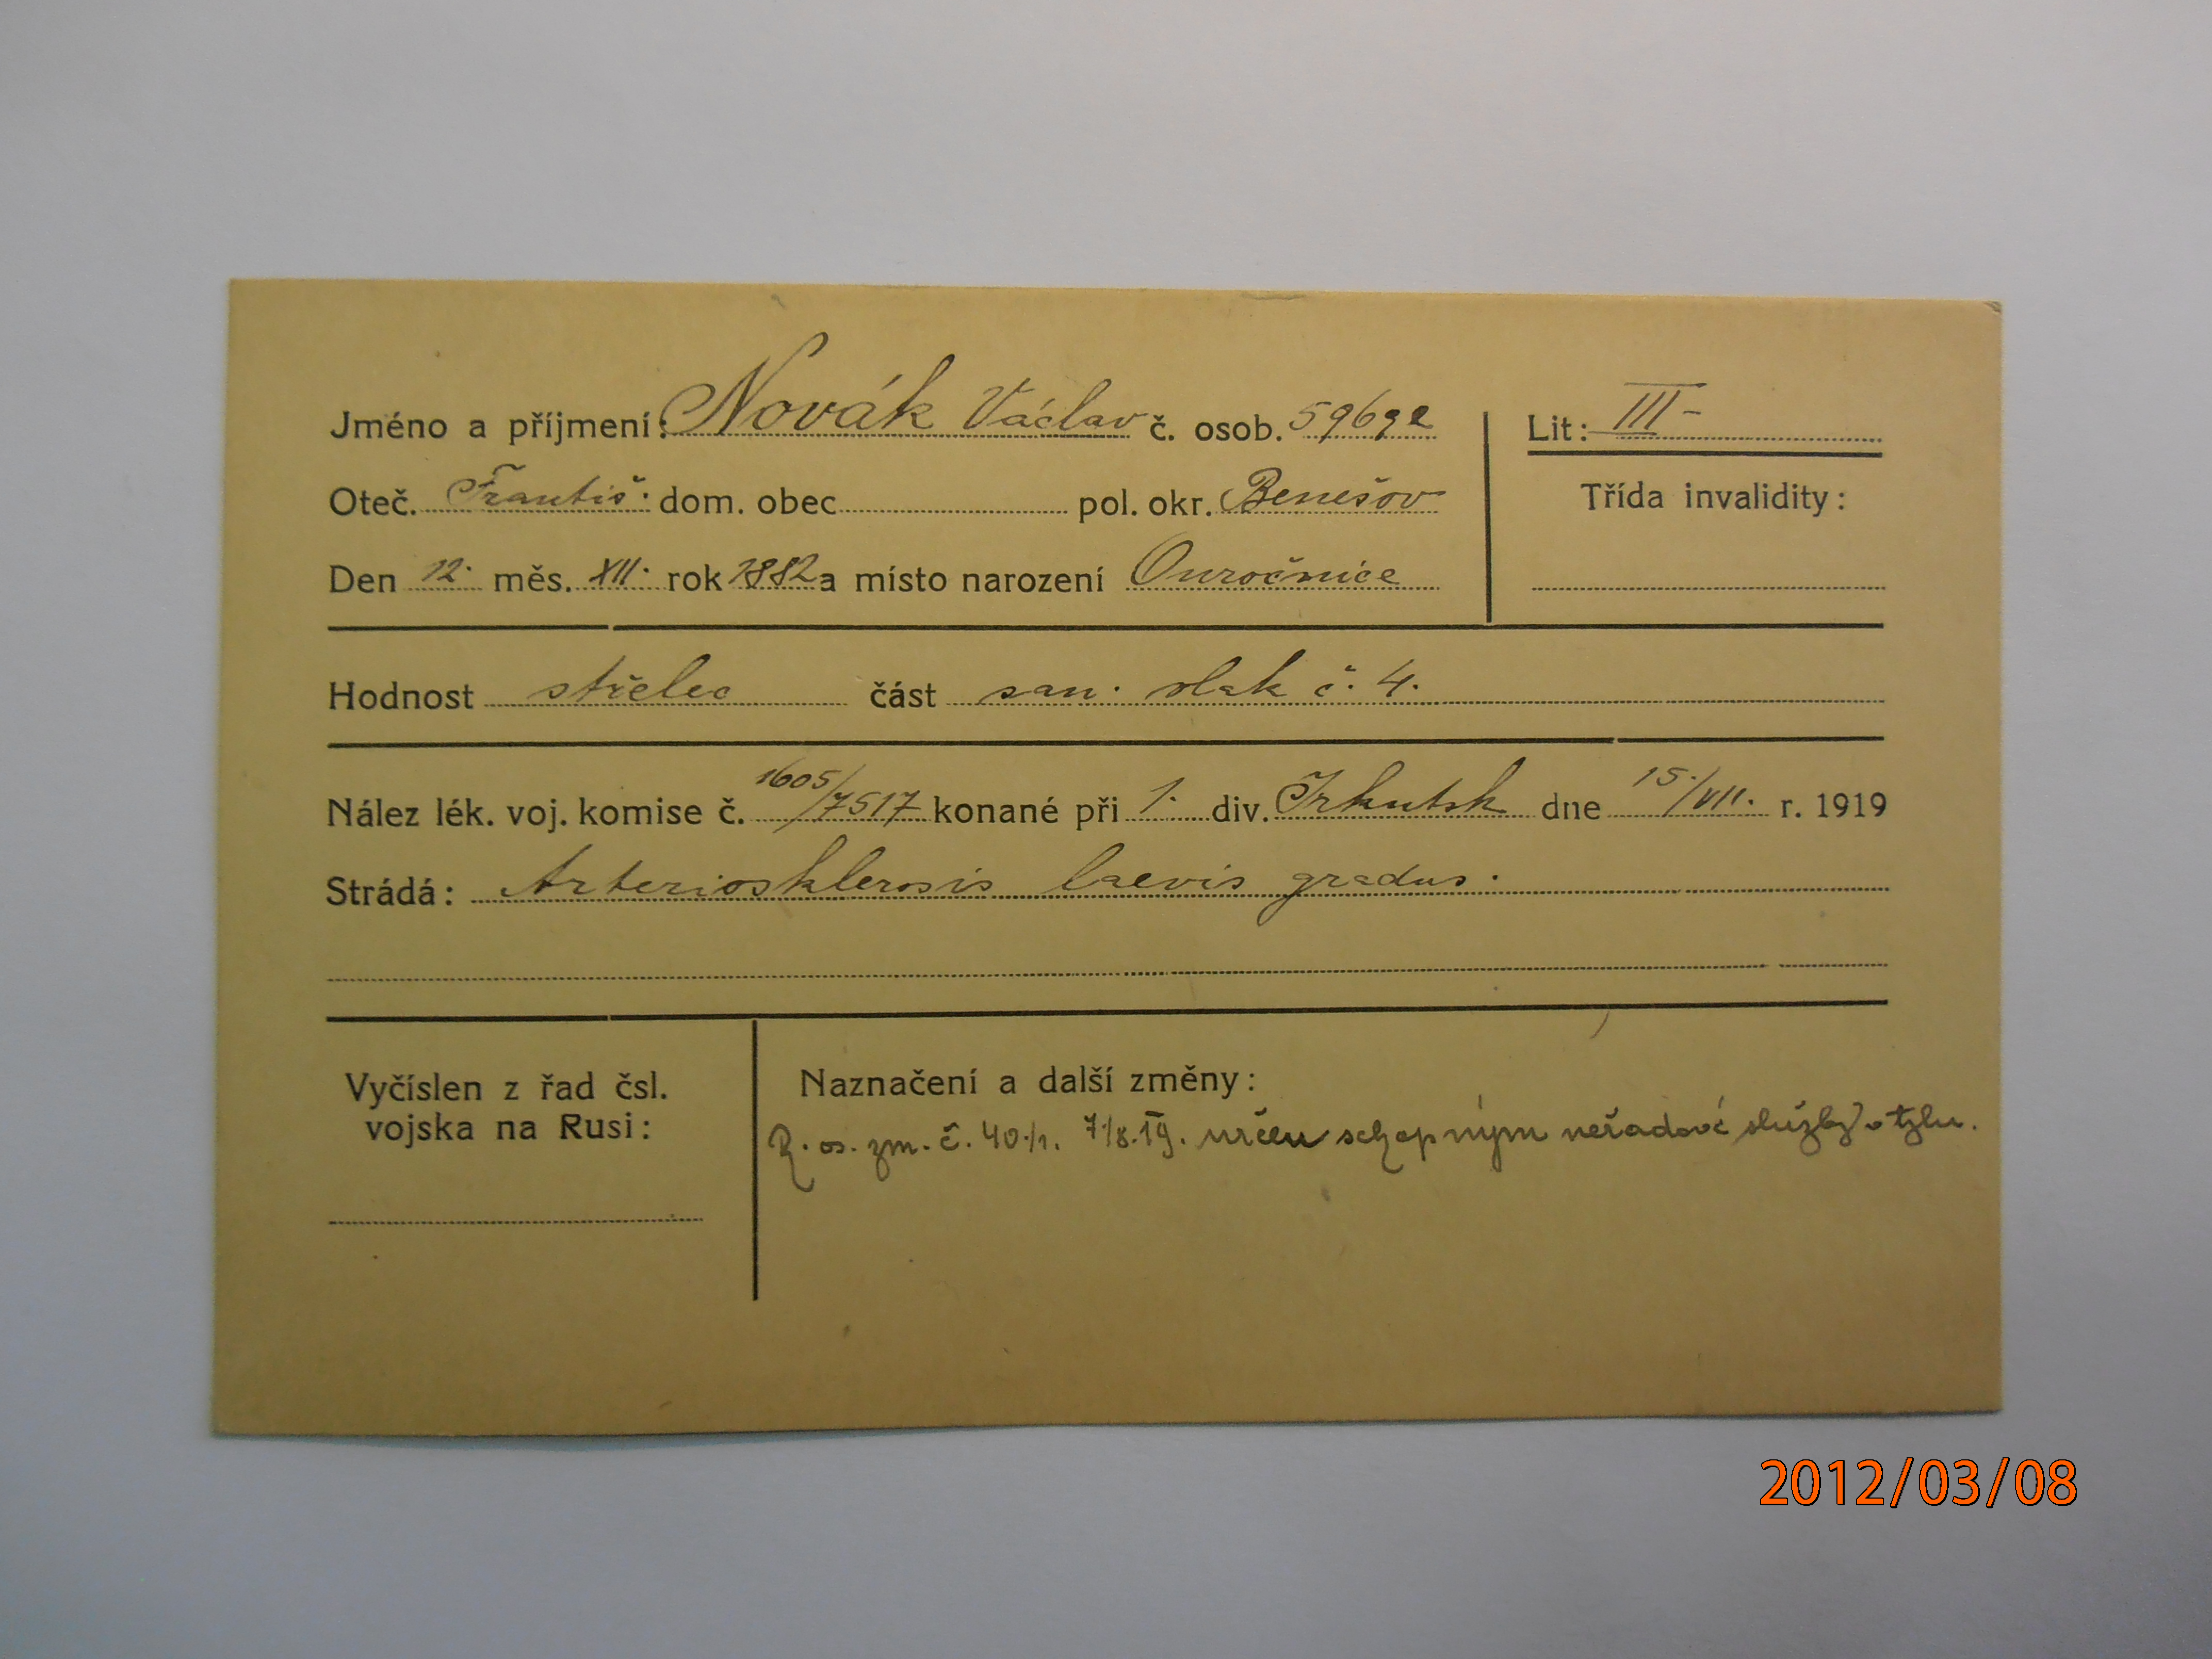 Jméno a příjmení: Novák Václav č. osob. 59692 Lit: III-
Oteč. Františ. dom. obec pol. okr. Benešov Třída invalidity:
Den 12. měs. XII. rok 1882 a místo narození Ouročnice
Hodnost střelec část san. vlak č. 4.
Nález lék. voj. komise č. 1605/7517 konané při 1. div. Irkutsk dne 15./VII. r. 1919
Strádá: Arteriosklerosis laevis gradus.
Vyčíslen z řad čsl.
vojska na Rusi:
Naznačení a další změny:
R. os. zm. č. 40./1. 7/8.19. určen schopným neřadové služby v týlu.
2012/03/08